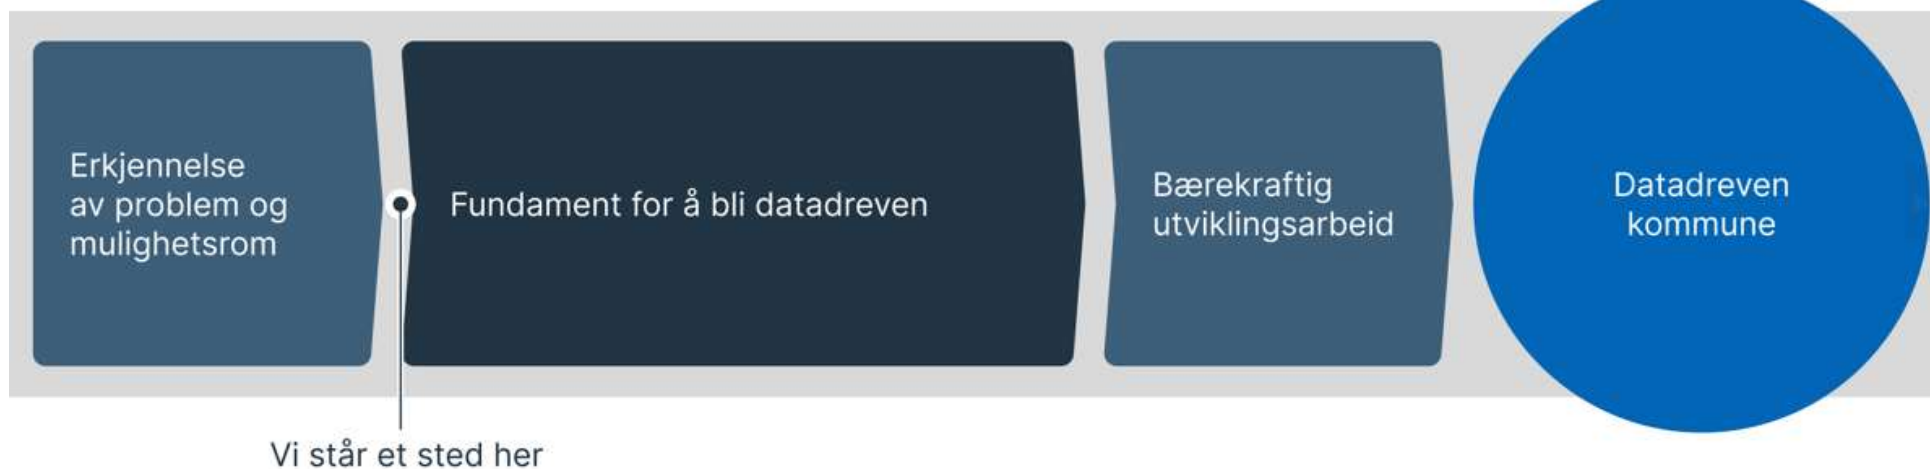 Erkjennelse
av problem og
mulighetsrom
Fundament for å bli datadreven
Bærekraftig
utviklingsarbeid
Datadreven
kommune
Vi står et sted her